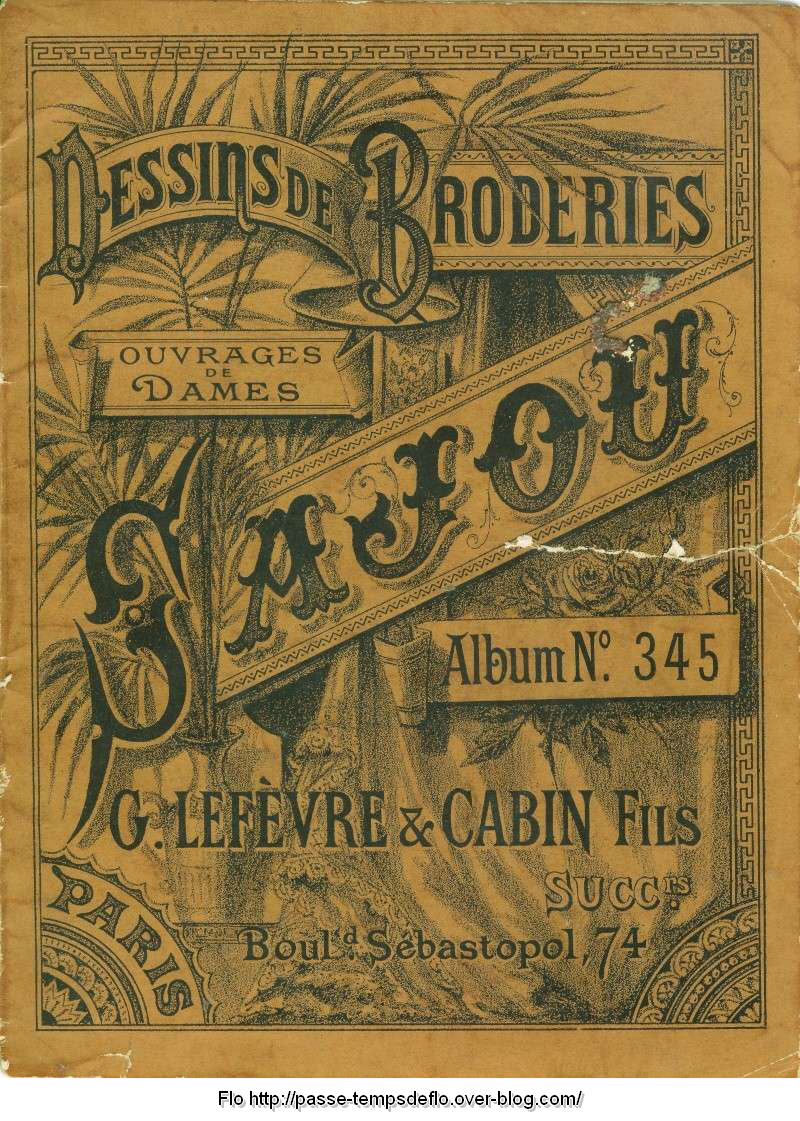 DESSINS DE BRODERIES
OUVRAGES
DE
DAMES
SAJOU
Album Nº. 345
G. LEFÈVRE & CABIN FILS
SUCCrs.
Boul.d Sébastopol, 74
PARIS
Flo http://passe-tempsdeflo.over-blog.com/